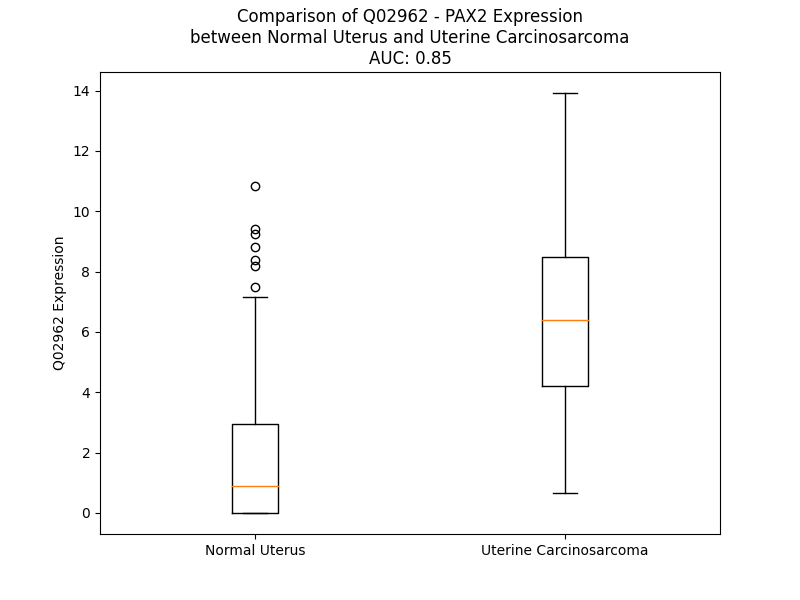 Comparison of Q02962 - PAX2 Expression
between Normal Uterus and Uterine Carcinosarcoma
AUC: 0.85
14
12
10
8
6
4
2
0
Q02962 Expression
Normal Uterus
Uterine Carcinosarcoma